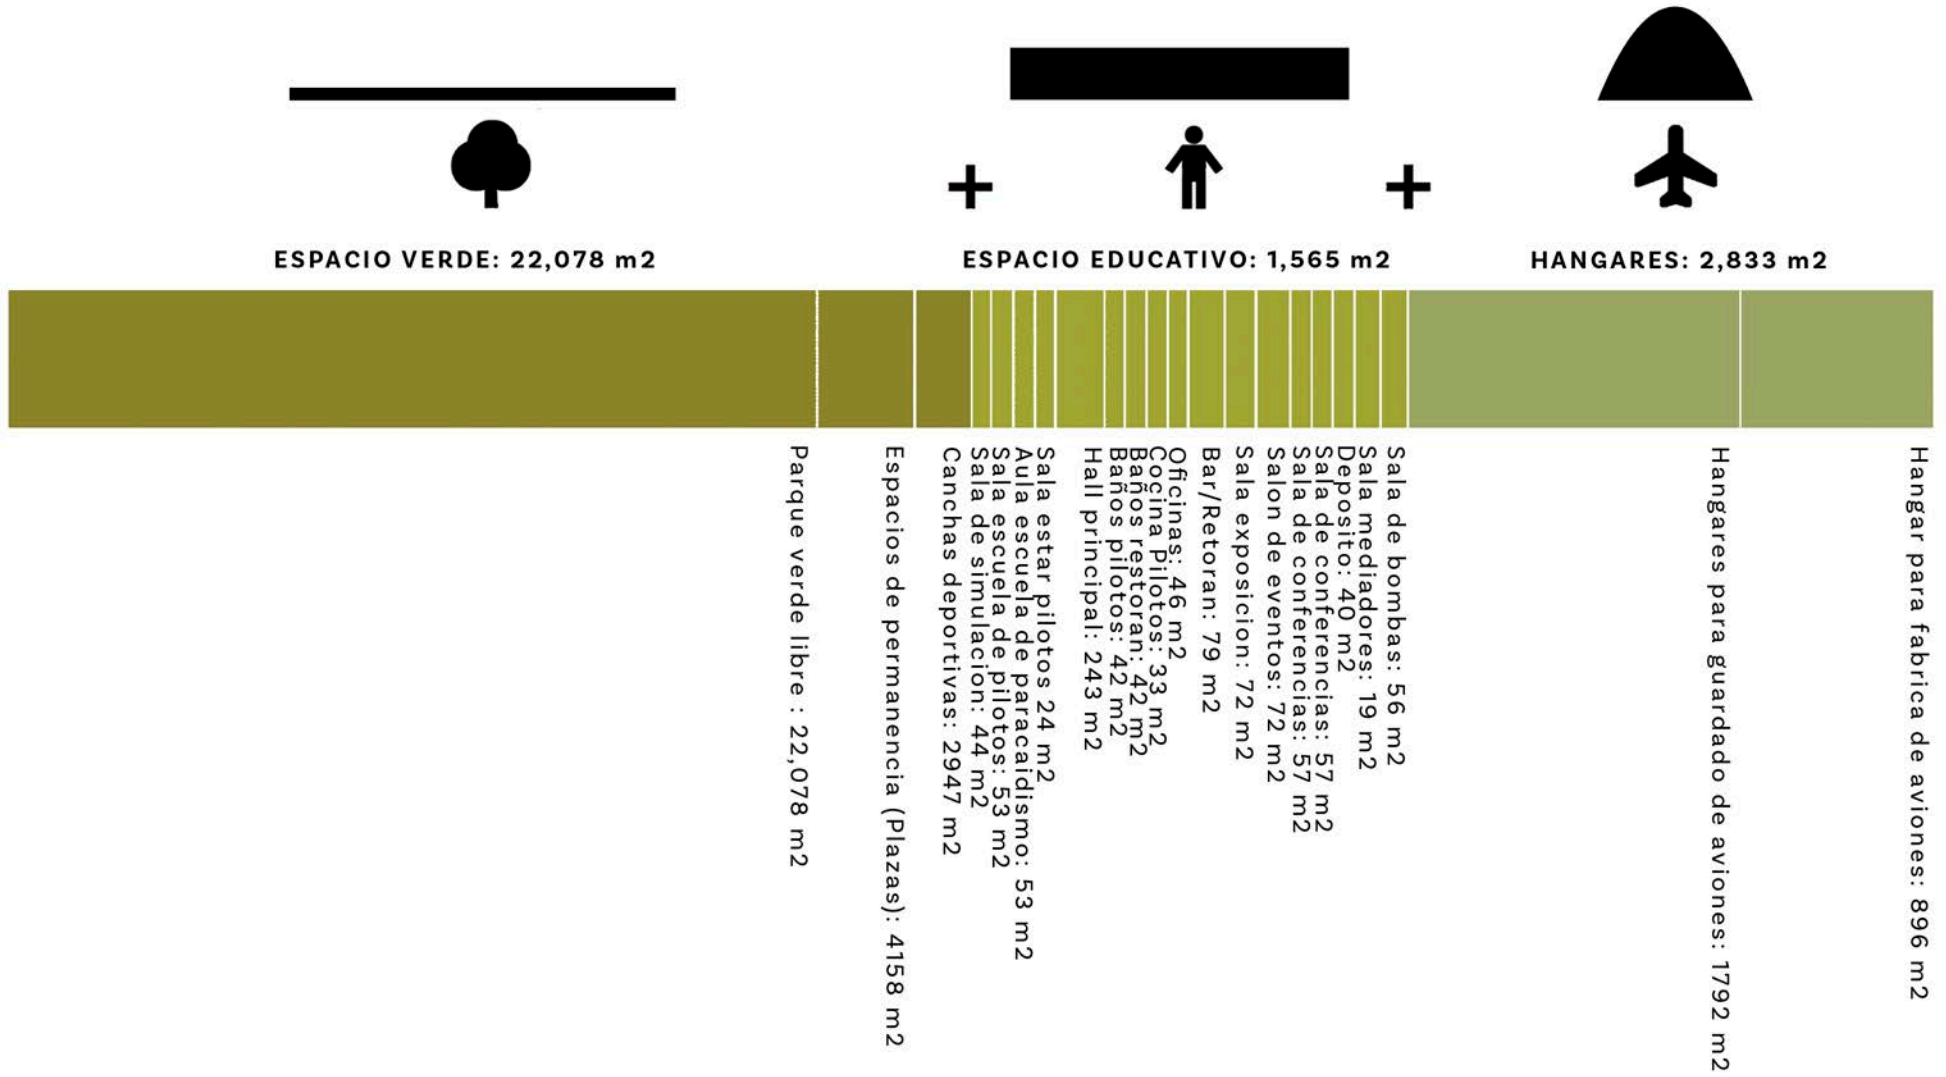 ESPACIO VERDE: 22,078 m2
ESPACIO EDUCATIVO: 1,565 m2
HANGARES: 2,833 m2
+
+
Parque verde libre : 22,078 m2
Espacios de permanencia (Plazas): 4158 m2
Canchas deportivas: 2947 m2
Sala de simulacion: 44 m2
Sala escuela de pilotos: 53 m2
Aula escuela de paracaidismo: 53 m2
Sala estar pilotos 24 m2
Hall principal: 243 m2
Baños pilotos: 42 m2
Baños restoran: 42 m2
Cocina Pilotos: 33 m2
Oficinas: 46 m2
Bar/Retoran: 79 m2
Sala exposicion: 72 m2
Salon de eventos: 72 m2
Sala de conferencias: 57 m2
Sala de conferencias: 57 m2
Deposito: 40 m2
Sala mediadores: 19 m2
Sala de bombas: 56 m2
Hangares para guardado de aviones: 1792 m2
Hangar para fabrica de aviones: 896 m2